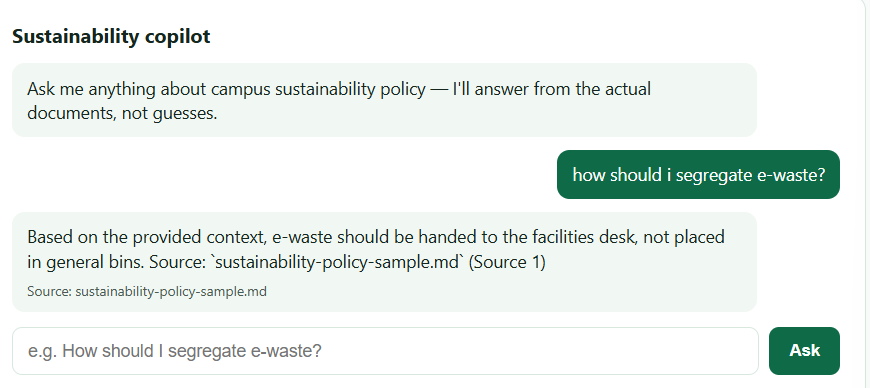 Sustainability copilot
Ask me anything about campus sustainability policy — I'll answer from the actual
documents, not guesses.
how should i segregate e-waste?
Based on the provided context, e-waste should be handed to the facilities desk, not placed
in general bins. Source: `sustainability-policy-sample.md` (Source 1)
Source: sustainability-policy-sample.md
e.g. How should I segregate e-waste?
Ask